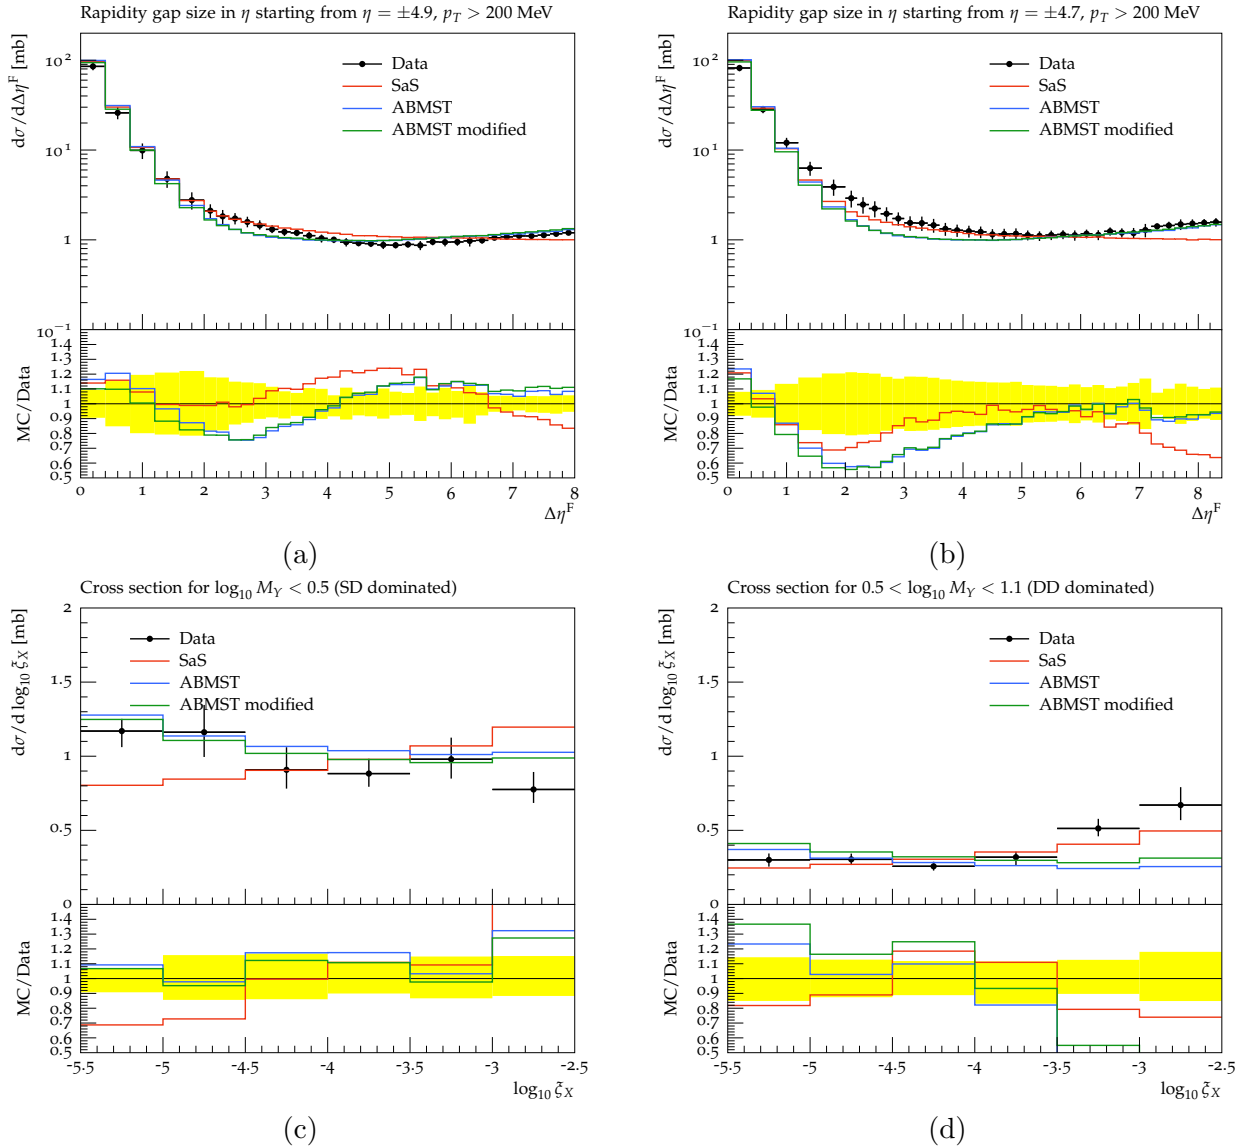 Rapidity gap size in η starting from η = ±4.9, p_T > 200 MeV
dσ/dΔη^F [mb]
10^2
10^1
1
10^−1
Data
SaS
ABMST
ABMST modified
MC/Data
1.4
1.3
1.2
1.1
1.0
0.9
0.8
0.7
0.6
0.5
0 1 2 3 4 5 6 7 8
Δη^F
(a)
Rapidity gap size in η starting from η = ±4.7, p_T > 200 MeV
dσ/dΔη^F [mb]
10^2
10^1
1
10^−1
Data
SaS
ABMST
ABMST modified
MC/Data
1.4
1.3
1.2
1.1
1.0
0.9
0.8
0.7
0.6
0.5
0 1 2 3 4 5 6 7 8
Δη^F
(b)
Cross section for log_10 M_Y < 0.5 (SD dominated)
dσ/d log_10 ξ_X [mb]
2
1.5
1
0.5
0
Data
SaS
ABMST
ABMST modified
MC/Data
1.4
1.3
1.2
1.1
1.0
0.9
0.8
0.7
0.6
0.5
-5.5 -5 -4.5 -4 -3.5 -3 -2.5
log_10 ξ_X
(c)
Cross section for 0.5 < log_10 M_Y < 1.1 (DD dominated)
dσ/d log_10 ξ_X [mb]
2
1.5
1
0.5
0
Data
SaS
ABMST
ABMST modified
MC/Data
1.4
1.3
1.2
1.1
1.0
0.9
0.8
0.7
0.6
0.5
-5.5 -5 -4.5 -4 -3.5 -3 -2.5
log_10 ξ_X
(d)